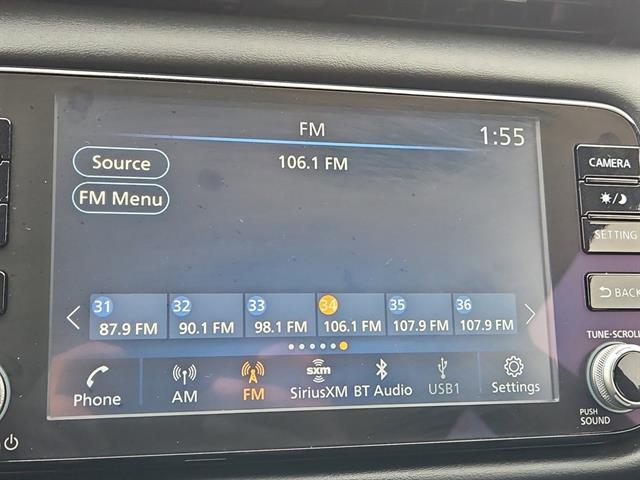 FM
1:55
Source
106.1 FM
FM Menu
31 32 33 34 35 36
87.9 FM 90.1 FM 98.1 FM 106.1 FM 107.9 FM 107.9 FM
Phone AM FM SiriusXM BT Audio USB1 Settings
sxm
CAMERA
SETTING
BACK
TUNE·SCROLL
PUSH
SOUND